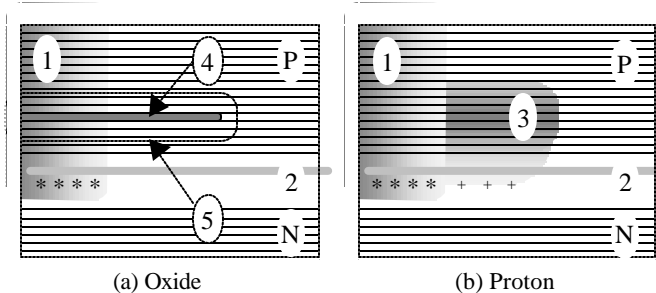 1 4 P
* * * * 2
5 N
(a) Oxide
1 P
3
* * * * + + + 2
N
(b) Proton